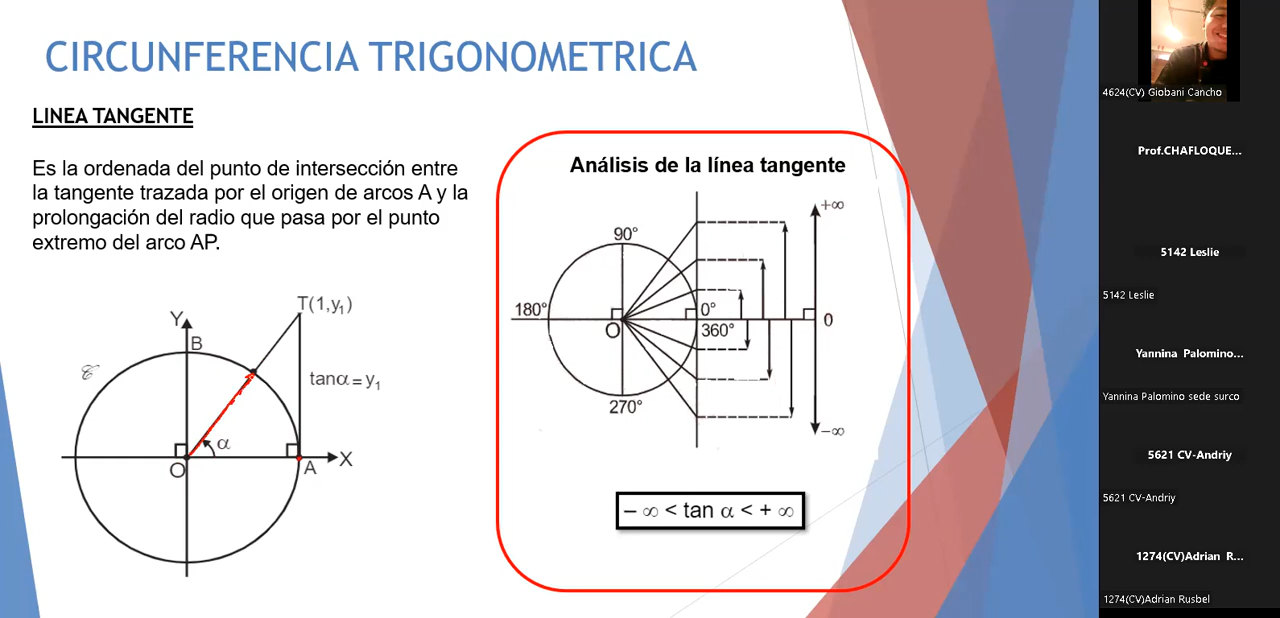 CIRCUNFERENCIA TRIGONOMETRICA
LINEA TANGENTE
Es la ordenada del punto de intersección entre
la tangente trazada por el origen de arcos A y la
prolongación del radio que pasa por el punto
extremo del arco AP.
Y
B
T(1,y₁)
𝒞
tanα = y₁
α
O
A
X
Análisis de la línea tangente
90°
+∞
180°
0°
O
360°
0
270°
−∞
− ∞ < tan α < + ∞
4624(CV) Giobani Cancho
Prof.CHAFLOQUE...
5142 Leslie
5142 Leslie
Yannina Palomino...
Yannina Palomino sede surco
5621 CV-Andriy
5621 CV-Andriy
1274(CV)Adrian R...
1274(CV)Adrian Rusbel